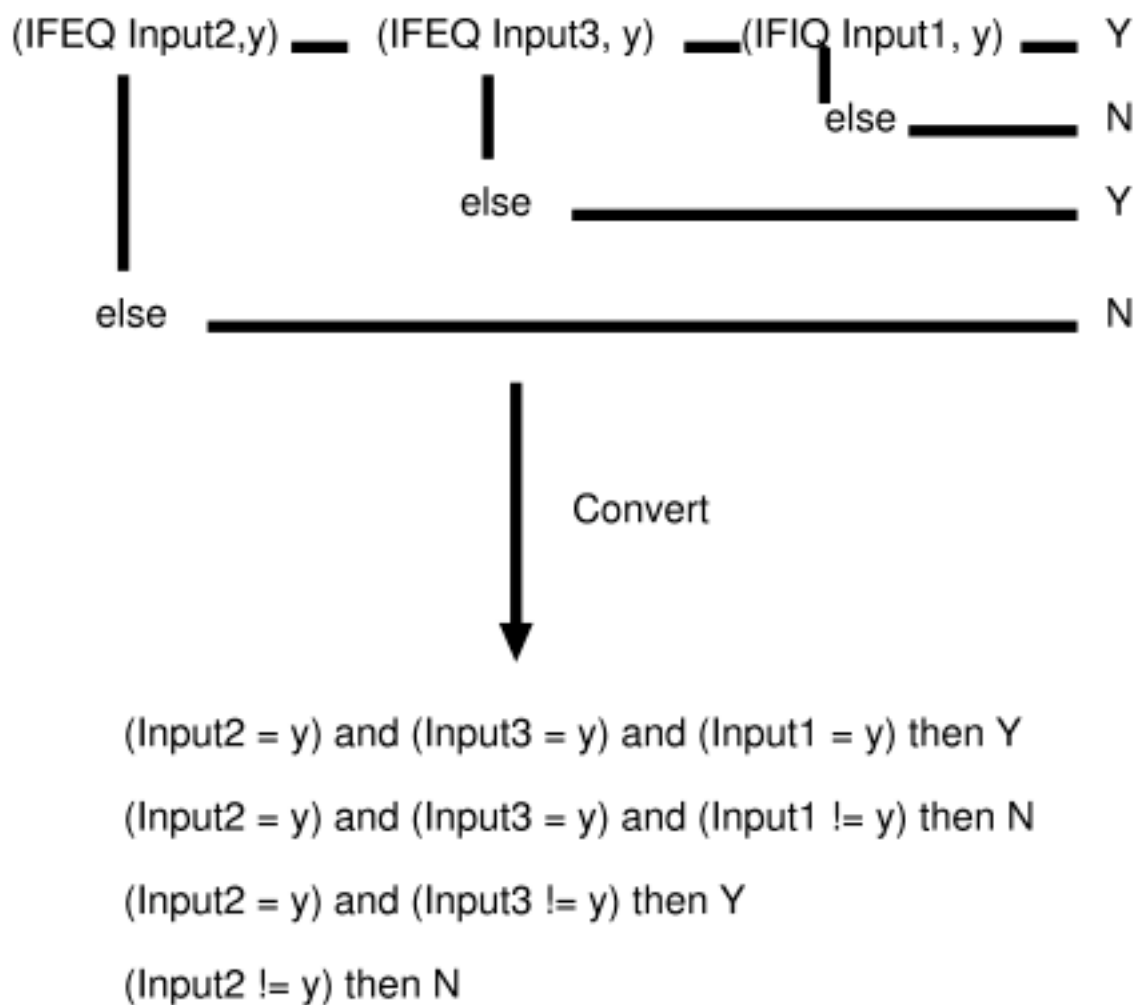 (IFEQ Input2,y) (IFEQ Input3, y) (IFIQ Input1, y) Y
else N
else Y
else N
Convert
(Input2 = y) and (Input3 = y) and (Input1 = y) then Y
(Input2 = y) and (Input3 = y) and (Input1 != y) then N
(Input2 = y) and (Input3 != y) then Y
(Input2 != y) then N